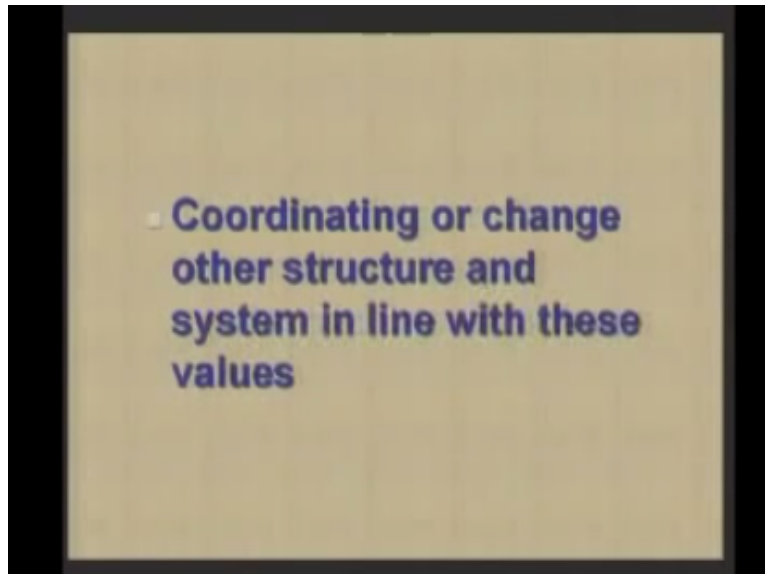 Coordinating or change
other structure and
system in line with these
values